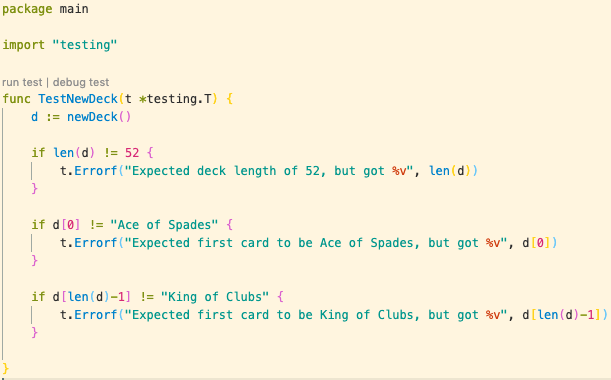 package main
import "testing"
run test | debug test
func TestNewDeck(t *testing.T) {
d := newDeck()
if len(d) != 52 {
t.Errorf("Expected deck length of 52, but got %v", len(d))
}
if d[0] != "Ace of Spades" {
t.Errorf("Expected first card to be Ace of Spades, but got %v", d[0])
}
if d[len(d)-1] != "King of Clubs" {
t.Errorf("Expected first card to be King of Clubs, but got %v", d[len(d)-1])
}
}